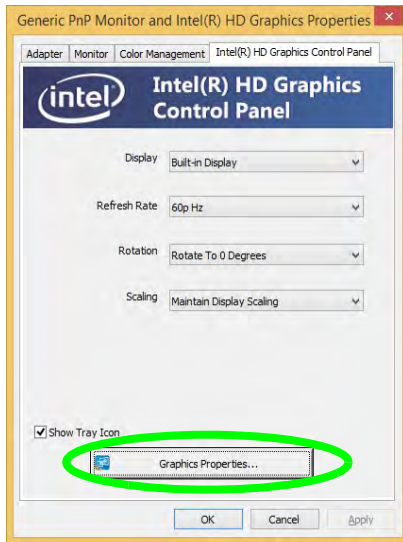 Generic PnP Monitor and Intel(R) HD Graphics Properties
Adapter Monitor Color Management Intel(R) HD Graphics Control Panel
intel
Intel(R) HD Graphics
Control Panel
Display Built-in Display
Refresh Rate 60p Hz
Rotation Rotate To 0 Degrees
Scaling Maintain Display Scaling
Show Tray Icon
Graphics Properties...
OK Cancel Apply